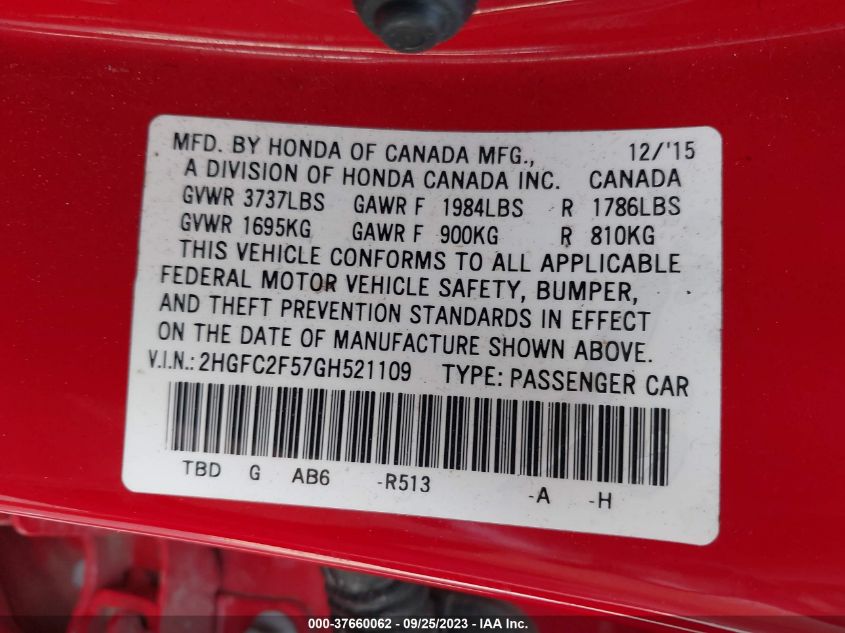 MFD. BY HONDA OF CANADA MFG., 12/'15
A DIVISION OF HONDA CANADA INC. CANADA
GVWR 3737LBS GAWR F 1984LBS R 1786LBS
GVWR 1695KG GAWR F 900KG R 810KG
THIS VEHICLE CONFORMS TO ALL APPLICABLE
FEDERAL MOTOR VEHICLE SAFETY, BUMPER,
AND THEFT PREVENTION STANDARDS IN EFFECT
ON THE DATE OF MANUFACTURE SHOWN ABOVE.
V.I.N.: 2HGFC2F57GH521109 TYPE: PASSENGER CAR
TBD G AB6 -R513 -A -H
000-37660062 - 09/25/2023 - IAA Inc.